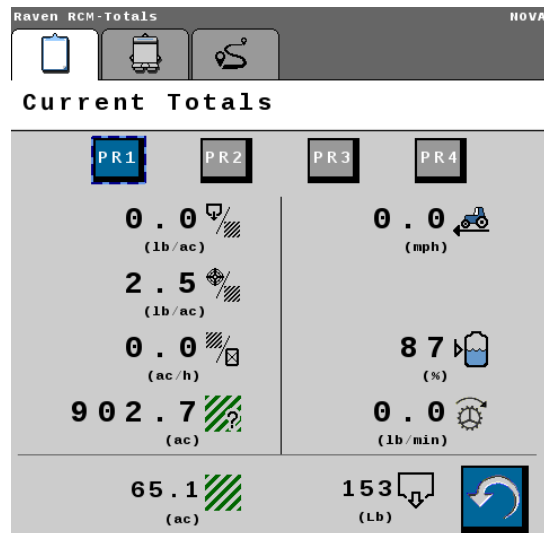 Raven RCM-Totals NOVA
Current Totals
PR1 PR2 PR3 PR4
0.0 0.0
(lb/ac) (mph)
2.5
(lb/ac)
0.0 87
(ac/h) (%)
902.7 ? 0.0
(ac) (lb/min)
65.1 153
(ac) (Lb)